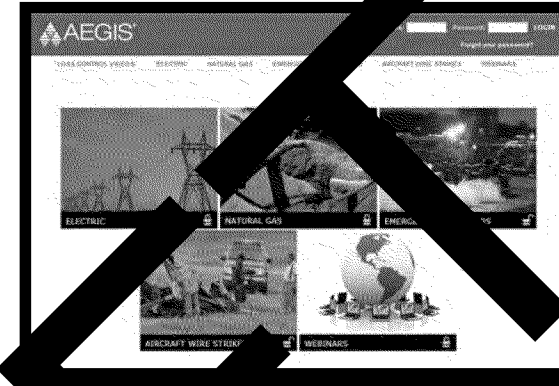 AEGIS
Password LOGIN
Forgot your password?
LOSS CONTROL VIDEOS ELECTRIC NATURAL GAS AIRCRAFT WIRE STRIKES WEBINARS
ELECTRIC NATURAL GAS
AIRCRAFT WIRE WEBINARS